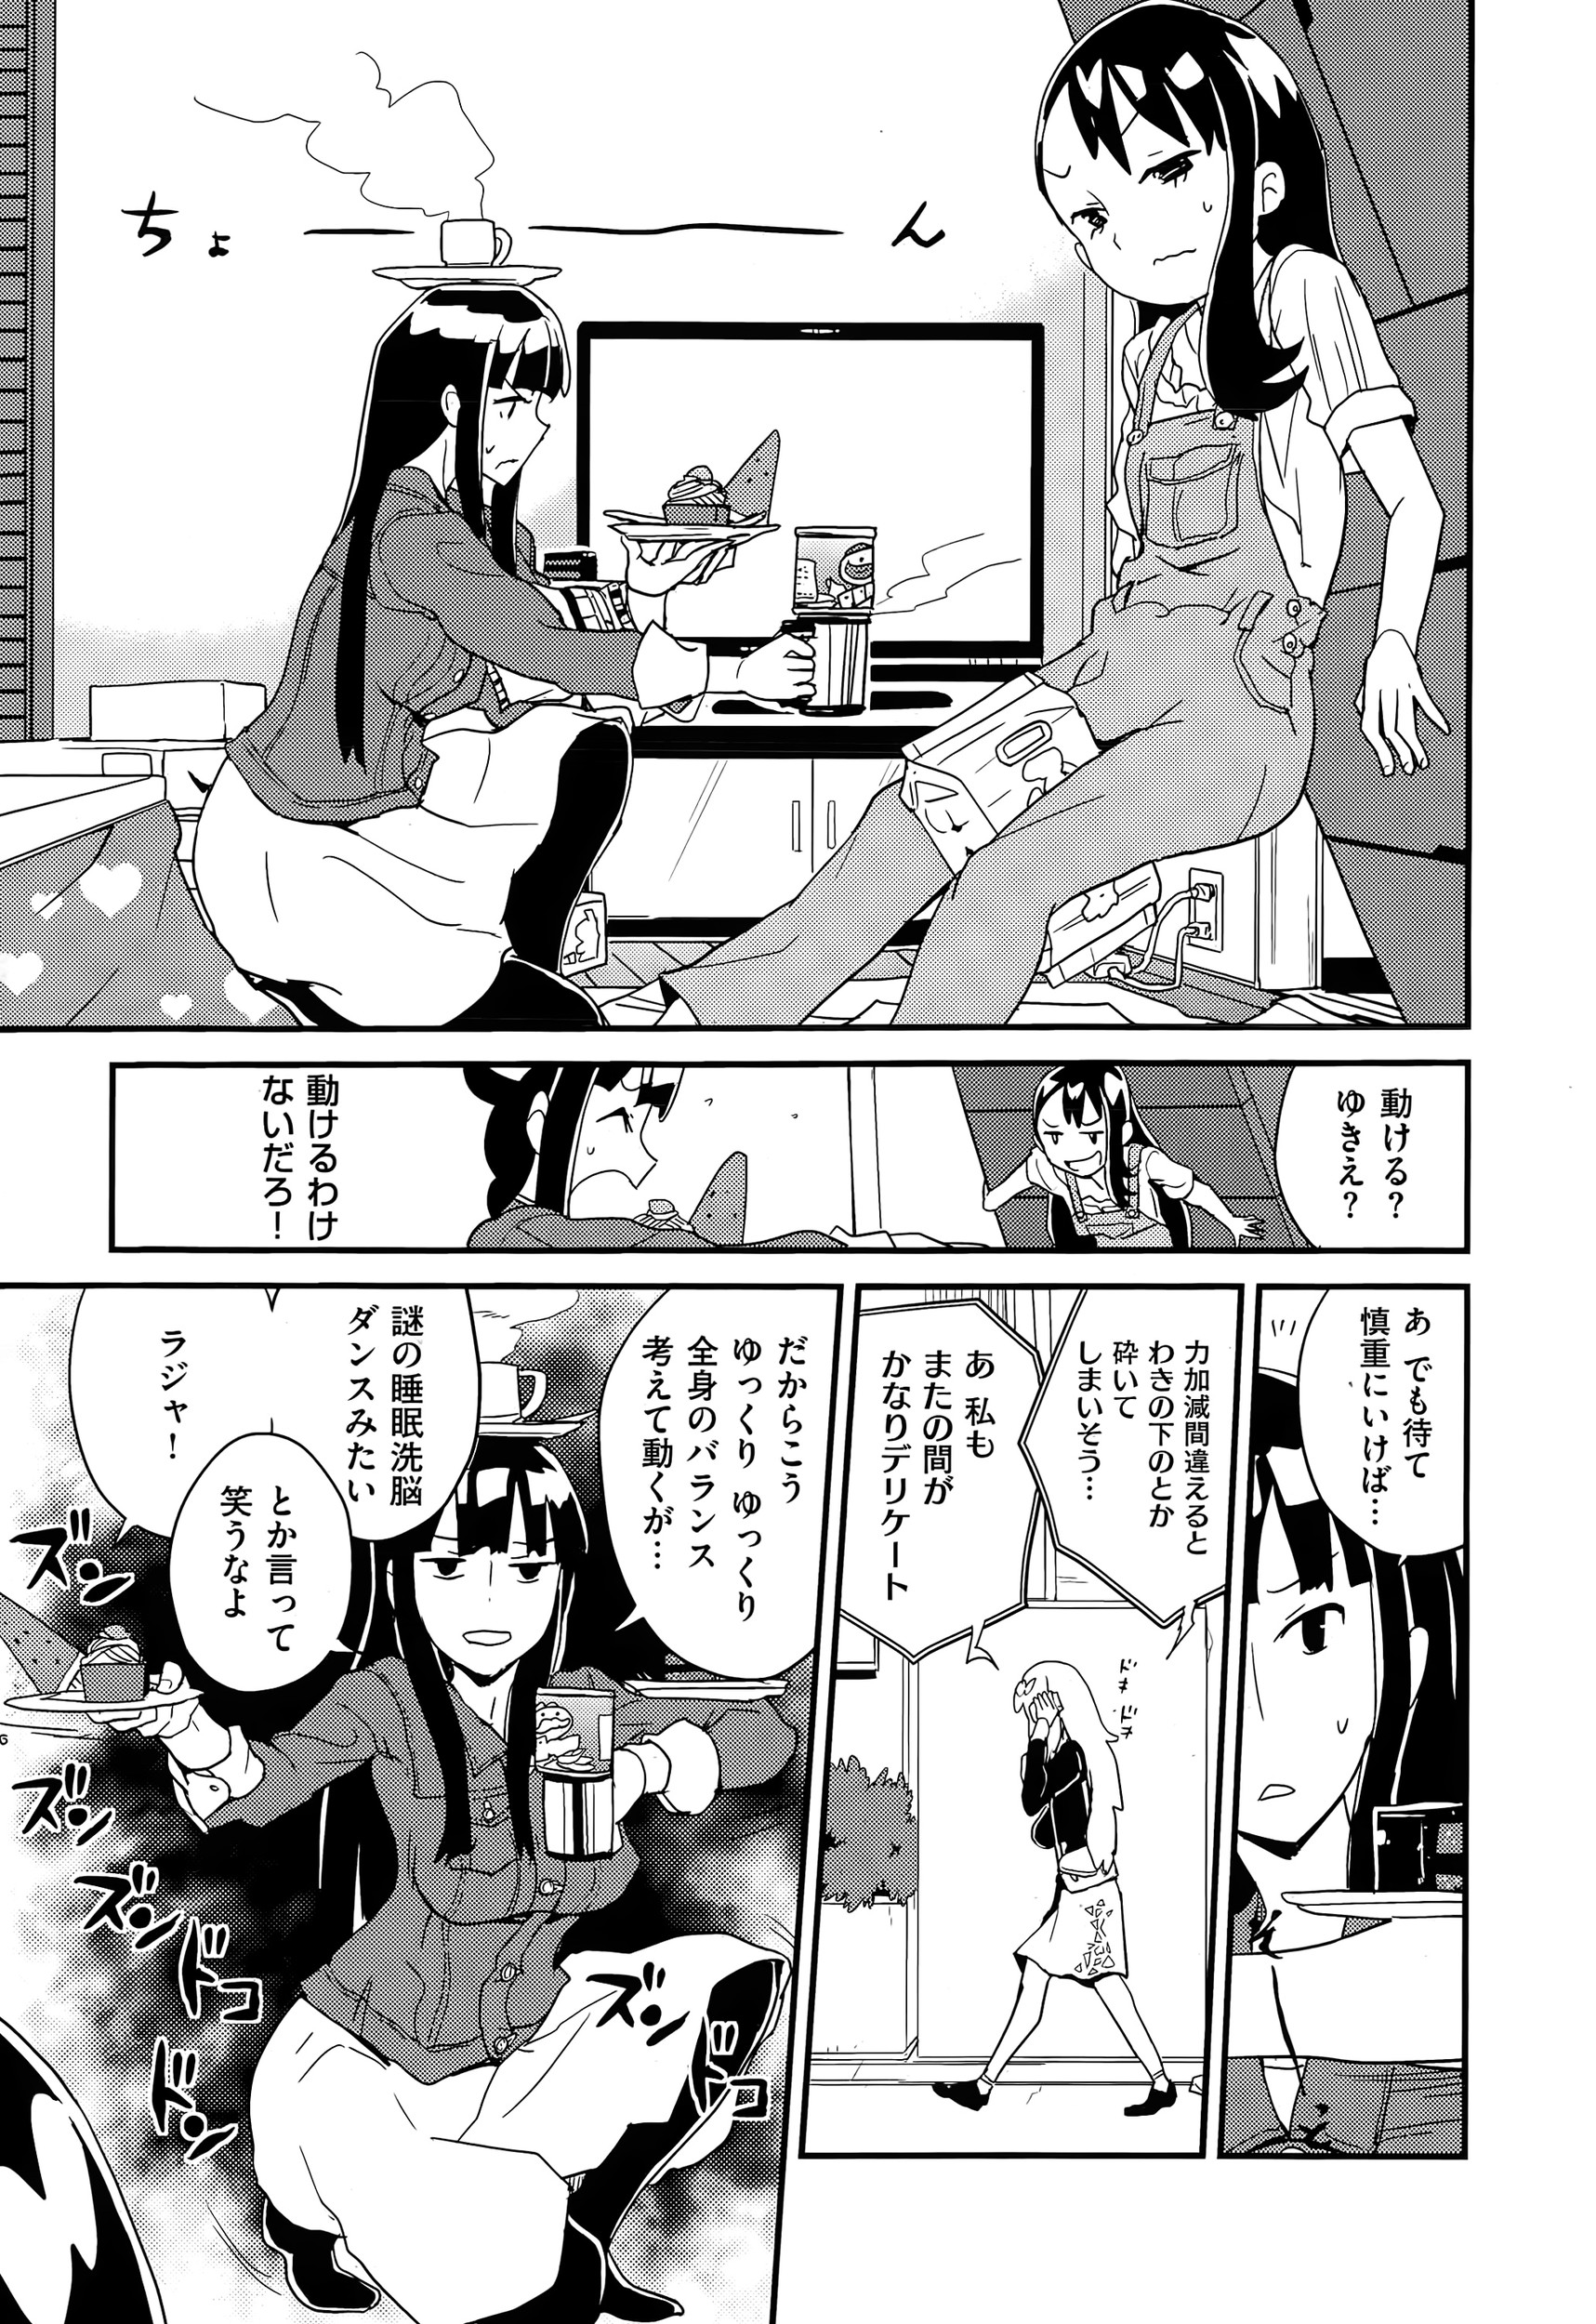 ちょーーん
動ける？
ゆきえ？
動けるわけ
ないだろ！
あ でも待て
慎重にいけば…
力加減間違えると
わきの下のとか
砕いて
しまいそう…
あ 私も
またの間が
かなりデリケート
ドキ
ドキ
だからこう
ゆっくり ゆっくり
全身のバランス
考えて動くが…
謎の睡眠洗脳
ダンスみたい
とか言って
笑うなよ
ラジャ！
ズン
ズン
ズン
ドコ
ドン
ズン
ドコ